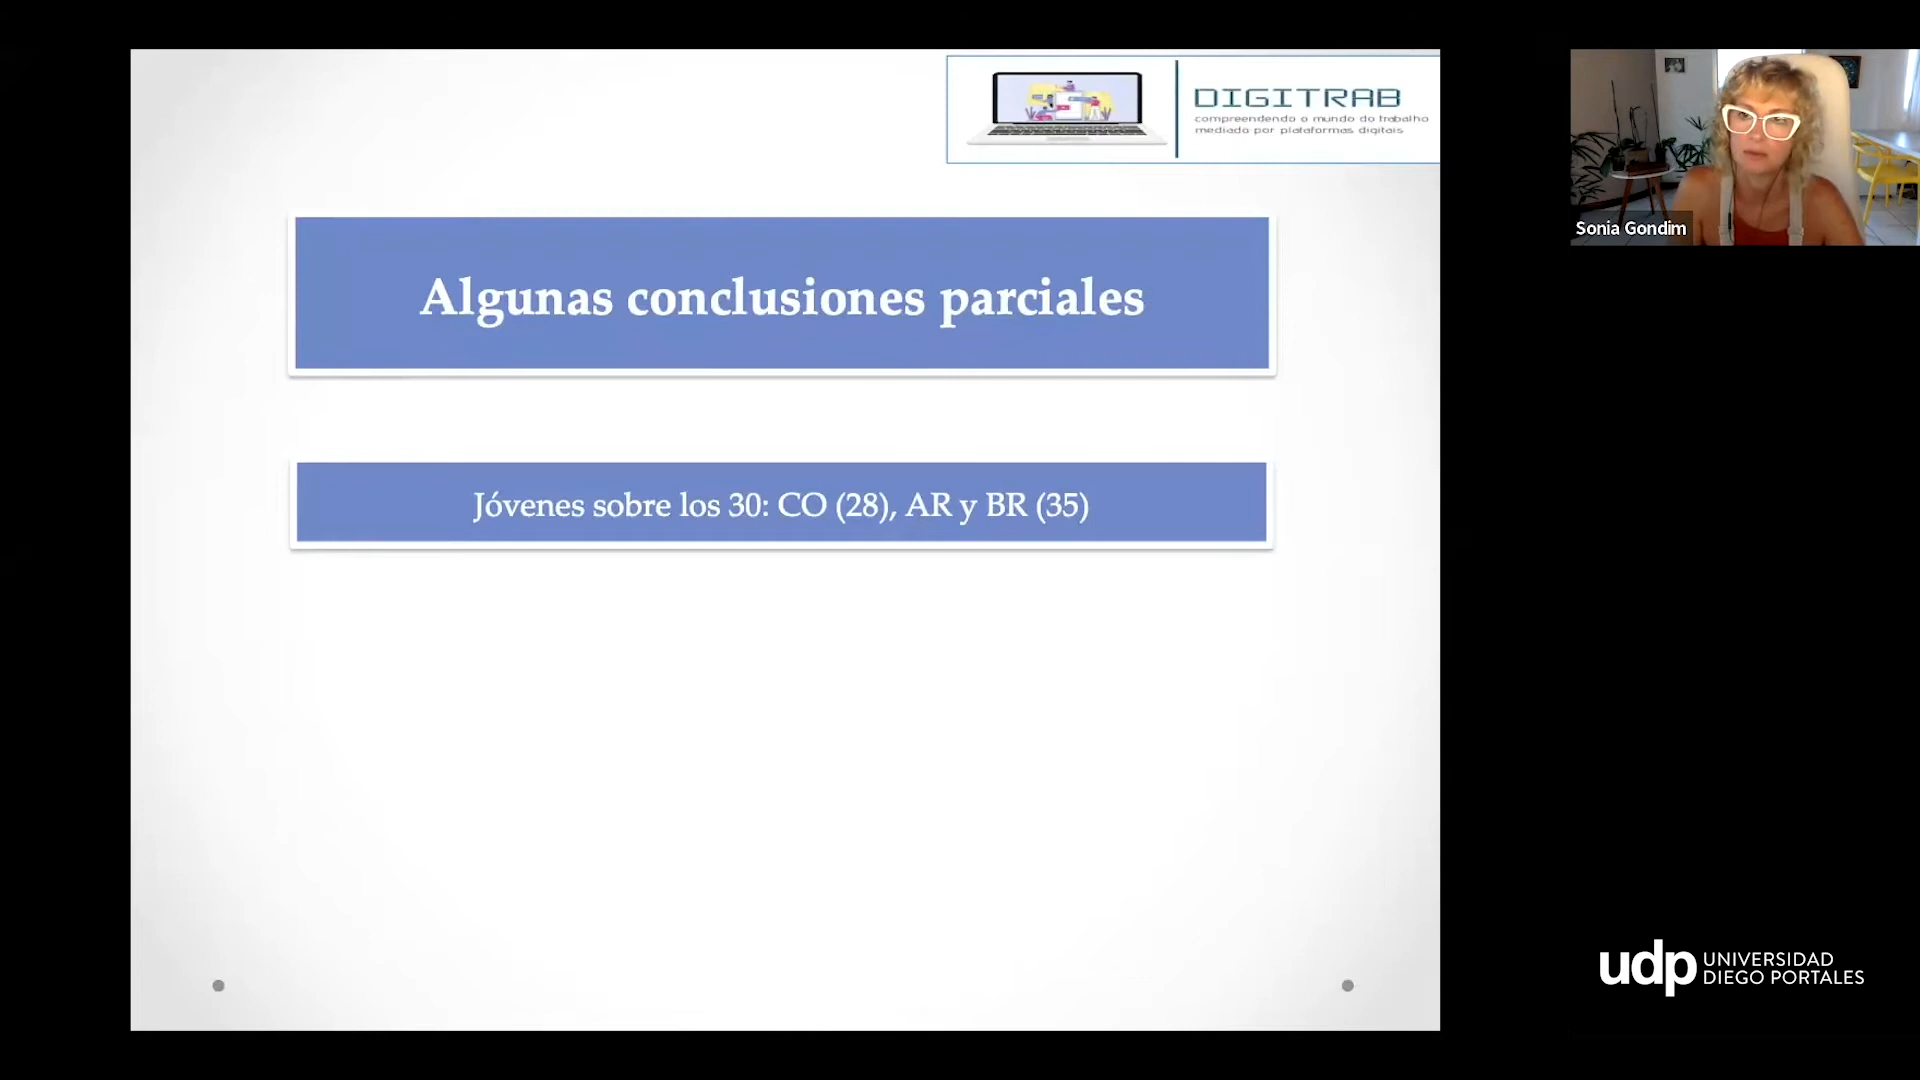 DIGITRAB
compreendendo o mundo do trabalho
mediado por plataformas digitais
Sonia Gondim
Algunas conclusiones parciales
Jóvenes sobre los 30: CO (28), AR y BR (35)
udp UNIVERSIDAD
DIEGO PORTALES